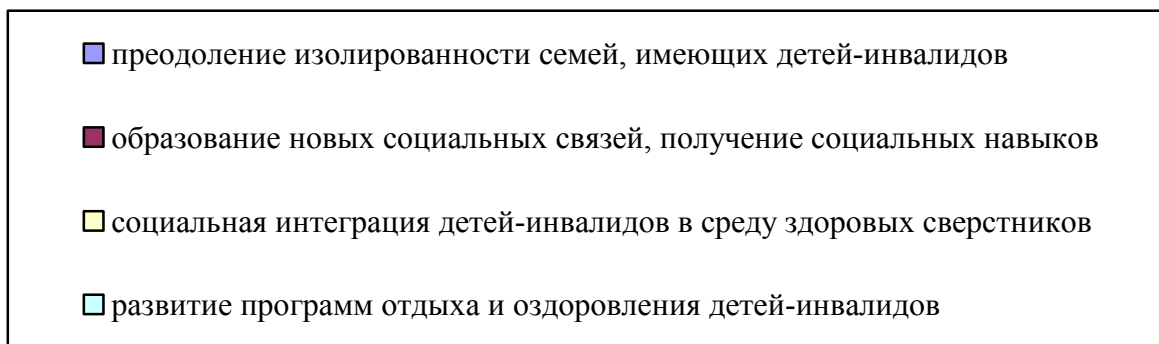 преодоление изолированности семей, имеющих детей-инвалидов
образование новых социальных связей, получение социальных навыков
социальная интеграция детей-инвалидов в среду здоровых сверстников
развитие программ отдыха и оздоровления детей-инвалидов